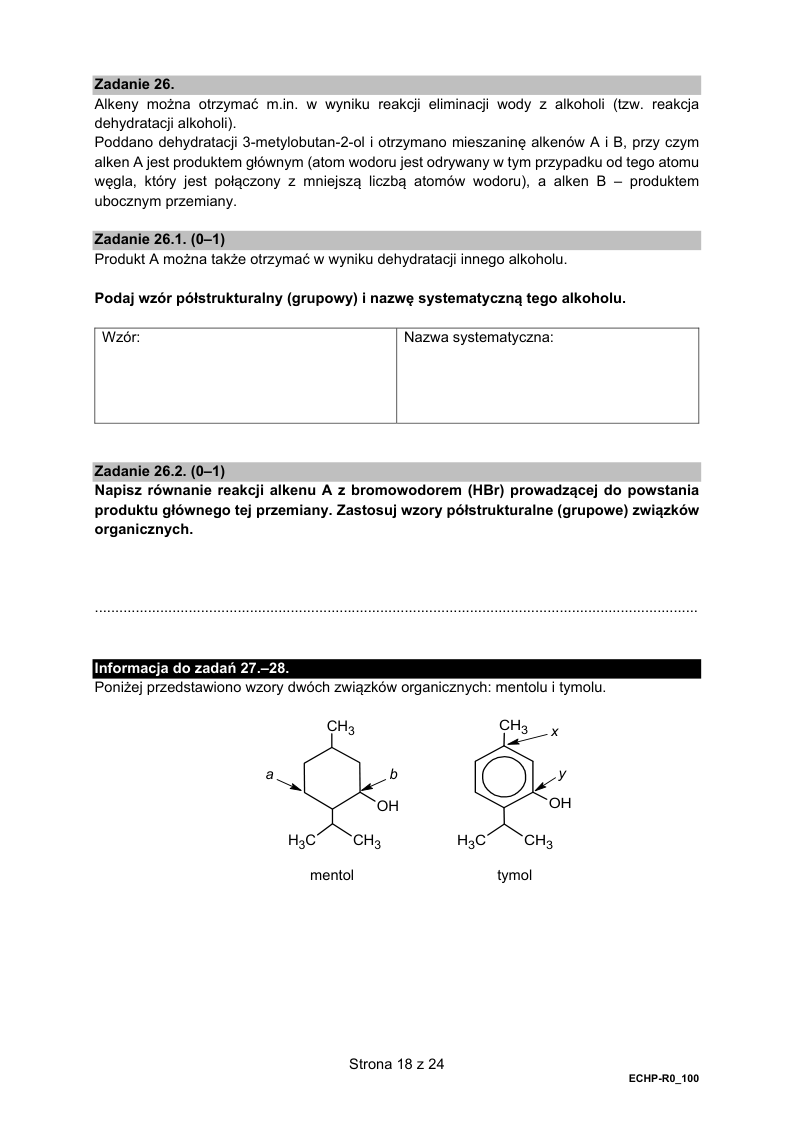 Zadanie 26.
Alkeny można otrzymać m.in. w wyniku reakcji eliminacji wody z alkoholi (tzw. reakcja
dehydratacji alkoholi).
Poddano dehydratacji 3-metylobutan-2-ol i otrzymano mieszaninę alkenów A i B, przy czym
alken A jest produktem głównym (atom wodoru jest odrywany w tym przypadku od tego atomu
węgla, który jest połączony z mniejszą liczbą atomów wodoru), a alken B – produktem
ubocznym przemiany.
Zadanie 26.1. (0–1)
Produkt A można także otrzymać w wyniku dehydratacji innego alkoholu.
Podaj wzór półstrukturalny (grupowy) i nazwę systematyczną tego alkoholu.
Wzór:
Nazwa systematyczna:
Zadanie 26.2. (0–1)
Napisz równanie reakcji alkenu A z bromowodorem (HBr) prowadzącej do powstania
produktu głównego tej przemiany. Zastosuj wzory półstrukturalne (grupowe) związków
organicznych.
................................................................................................................................................
Informacja do zadań 27.–28.
Poniżej przedstawiono wzory dwóch związków organicznych: mentolu i tymolu.
CH3
a
b
OH
H3C
CH3
mentol
CH3
x
y
OH
H3C
CH3
tymol
Strona 18 z 24
ECHP-R0_100